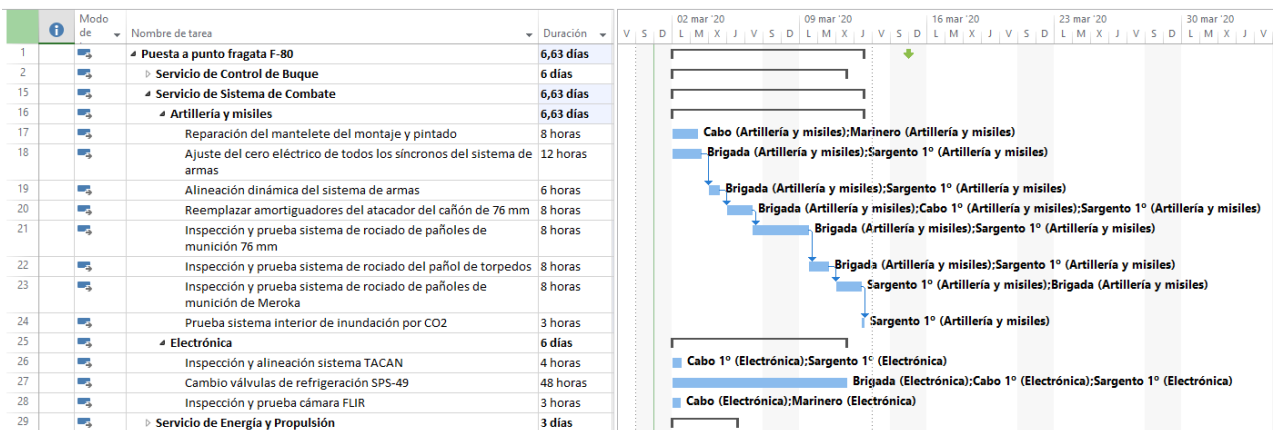 Modo de
Nombre de tarea
Duración
02 mar '20 09 mar '20 16 mar '20 23 mar '20 30 mar '20
V S D L M X J V S D L M X J V S D L M X J V S D L M X J V S D L M X J V
1 Puesta a punto fragata F-80 6,63 días
2 Servicio de Control de Buque 6 días
15 Servicio de Sistema de Combate 6,63 días
16 Artillería y misiles 6,63 días
17 Reparación del mantelete del montaje y pintado 8 horas Cabo (Artillería y misiles);Marinero (Artillería y misiles)
18 Ajuste del cero eléctrico de todos los síncronos del sistema de 12 horas Brigada (Artillería y misiles);Sargento 1º (Artillería y misiles)
armas
19 Alineación dinámica del sistema de armas 6 horas Brigada (Artillería y misiles);Sargento 1º (Artillería y misiles)
20 Reemplazar amortiguadores del atacador del cañón de 76 mm 8 horas Brigada (Artillería y misiles);Cabo 1º (Artillería y misiles);Sargento 1º (Artillería y misiles)
21 Inspección y prueba sistema de rociado de pañoles de 8 horas Brigada (Artillería y misiles);Sargento 1º (Artillería y misiles)
munición 76 mm
22 Inspección y prueba sistema de rociado del pañol de torpedos 8 horas Brigada (Artillería y misiles);Sargento 1º (Artillería y misiles)
23 Inspección y prueba sistema de rociado de pañoles de 8 horas Sargento 1º (Artillería y misiles);Brigada (Artillería y misiles)
munición de Meroka
24 Prueba sistema interior de inundación por CO2 3 horas Sargento 1º (Artillería y misiles)
25 Electrónica 6 días
26 Inspección y alineación sistema TACAN 4 horas Cabo 1º (Electrónica);Sargento 1º (Electrónica)
27 Cambio válvulas de refrigeración SPS-49 48 horas Brigada (Electrónica);Cabo 1º (Electrónica);Sargento 1º (Electrónica)
28 Inspección y prueba cámara FLIR 3 horas Cabo (Electrónica);Marinero (Electrónica)
29 Servicio de Energía y Propulsión 3 días